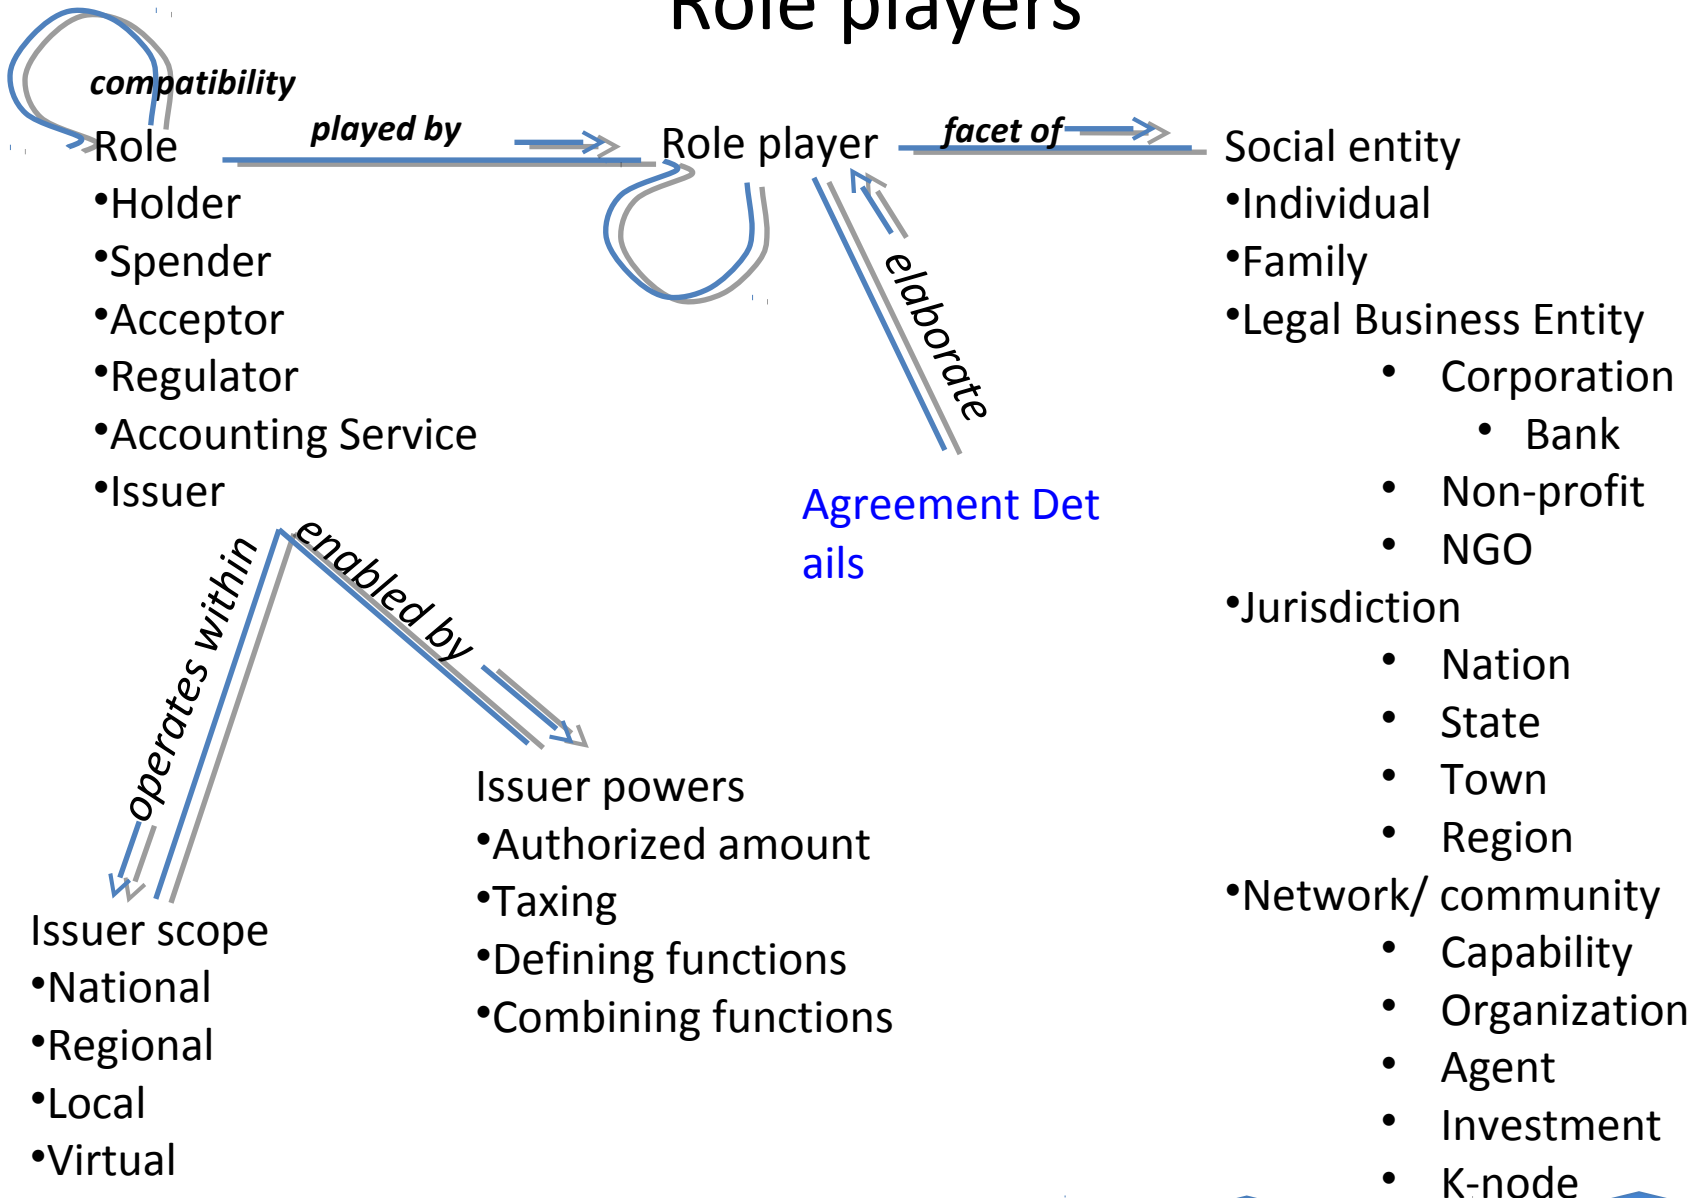 Role players
compatibility
played by
facet of
Role
•Holder
•Spender
•Acceptor
•Regulator
•Accounting Service
•Issuer
Role player
elaborate
Agreement Det
ails
Social entity
•Individual
•Family
•Legal Business Entity
• Corporation
• Bank
• Non-profit
• NGO
•Jurisdiction
• Nation
• State
• Town
• Region
•Network/ community
• Capability
• Organization
• Agent
• Investment
• K-node
operates within
enabled by
Issuer powers
•Authorized amount
•Taxing
•Defining functions
•Combining functions
Issuer scope
•National
•Regional
•Local
•Virtual